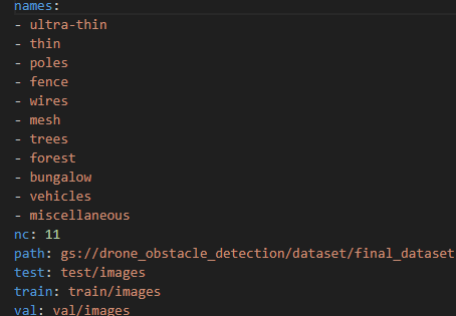 names:
- ultra-thin
- thin
- poles
- fence
- wires
- mesh
- trees
- forest
- bungalow
- vehicles
- miscellaneous
nc: 11
path: gs://drone_obstacle_detection/dataset/final_dataset
test: test/images
train: train/images
val: val/images